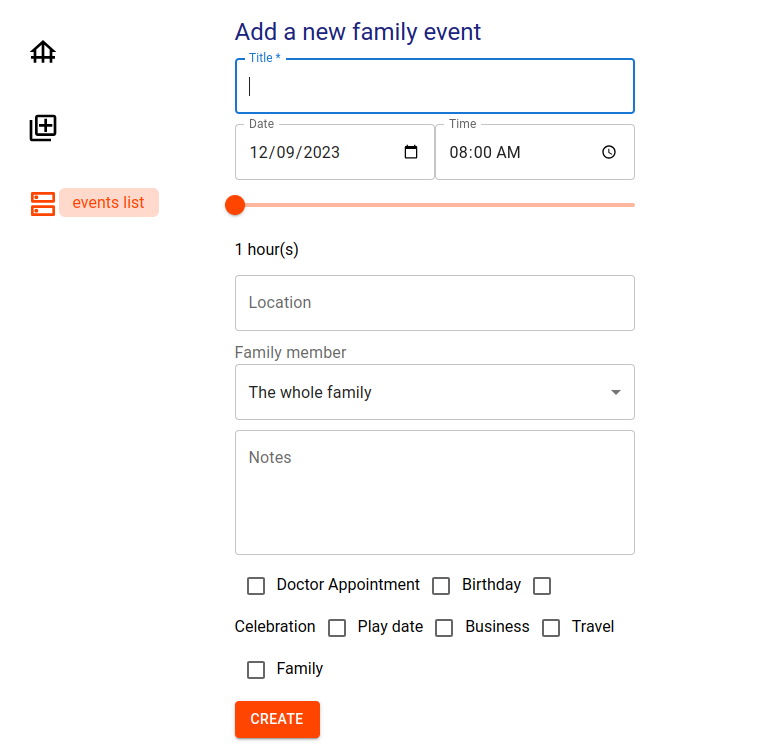 Add a new family event
Title *
Date
Time
12/09/2023
08:00 AM
events list
1 hour(s)
Location
Family member
The whole family
Notes
Doctor Appointment Birthday
Celebration Play date Business Travel
Family
CREATE